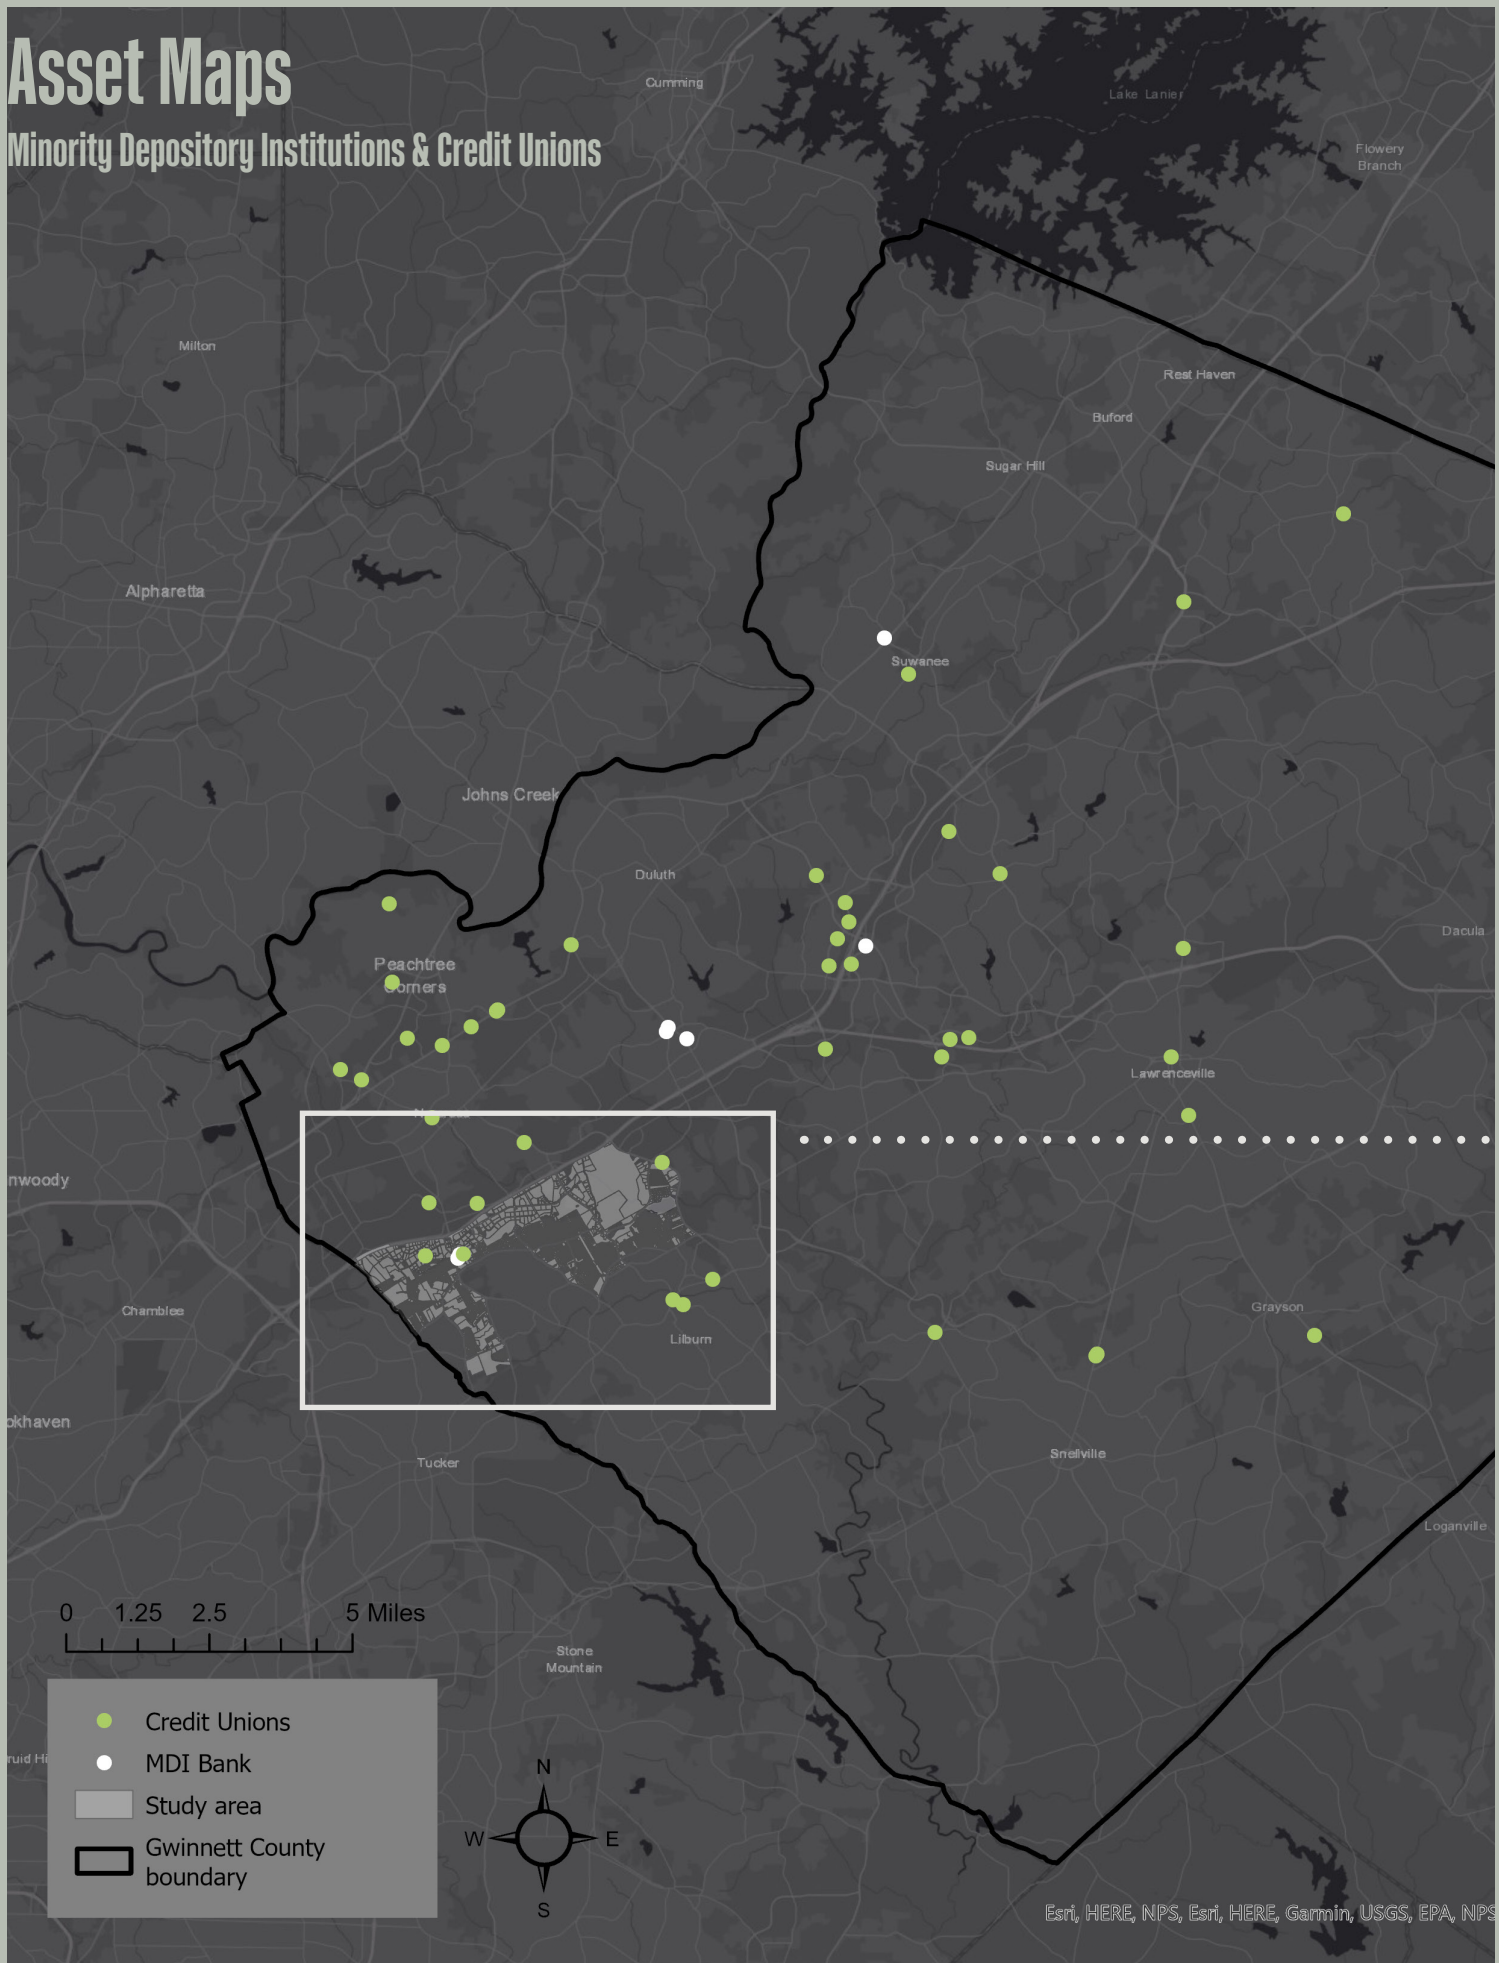 Asset Maps
Minority Depository Institutions & Credit Unions
Cumming
Lake Lanier
Flowery
Branch
Milton
Rest Haven
Buford
Sugar Hill
Alpharetta
Suwanee
Johns Creek
Duluth
Dacula
Peachtree
Corners
Lawrenceville
nwoody
Chamblee
Grayson
Lilburn
okhaven
Tucker
Snellville
Loganville
0 1.25 2.5 5 Miles
Stone
Mountain
Credit Unions
MDI Bank
Study area
Gwinnett County
boundary
ruid Hi
N
W E
S
Esri, HERE, NPS, Esri, HERE, Garmin, USGS, EPA, NPS